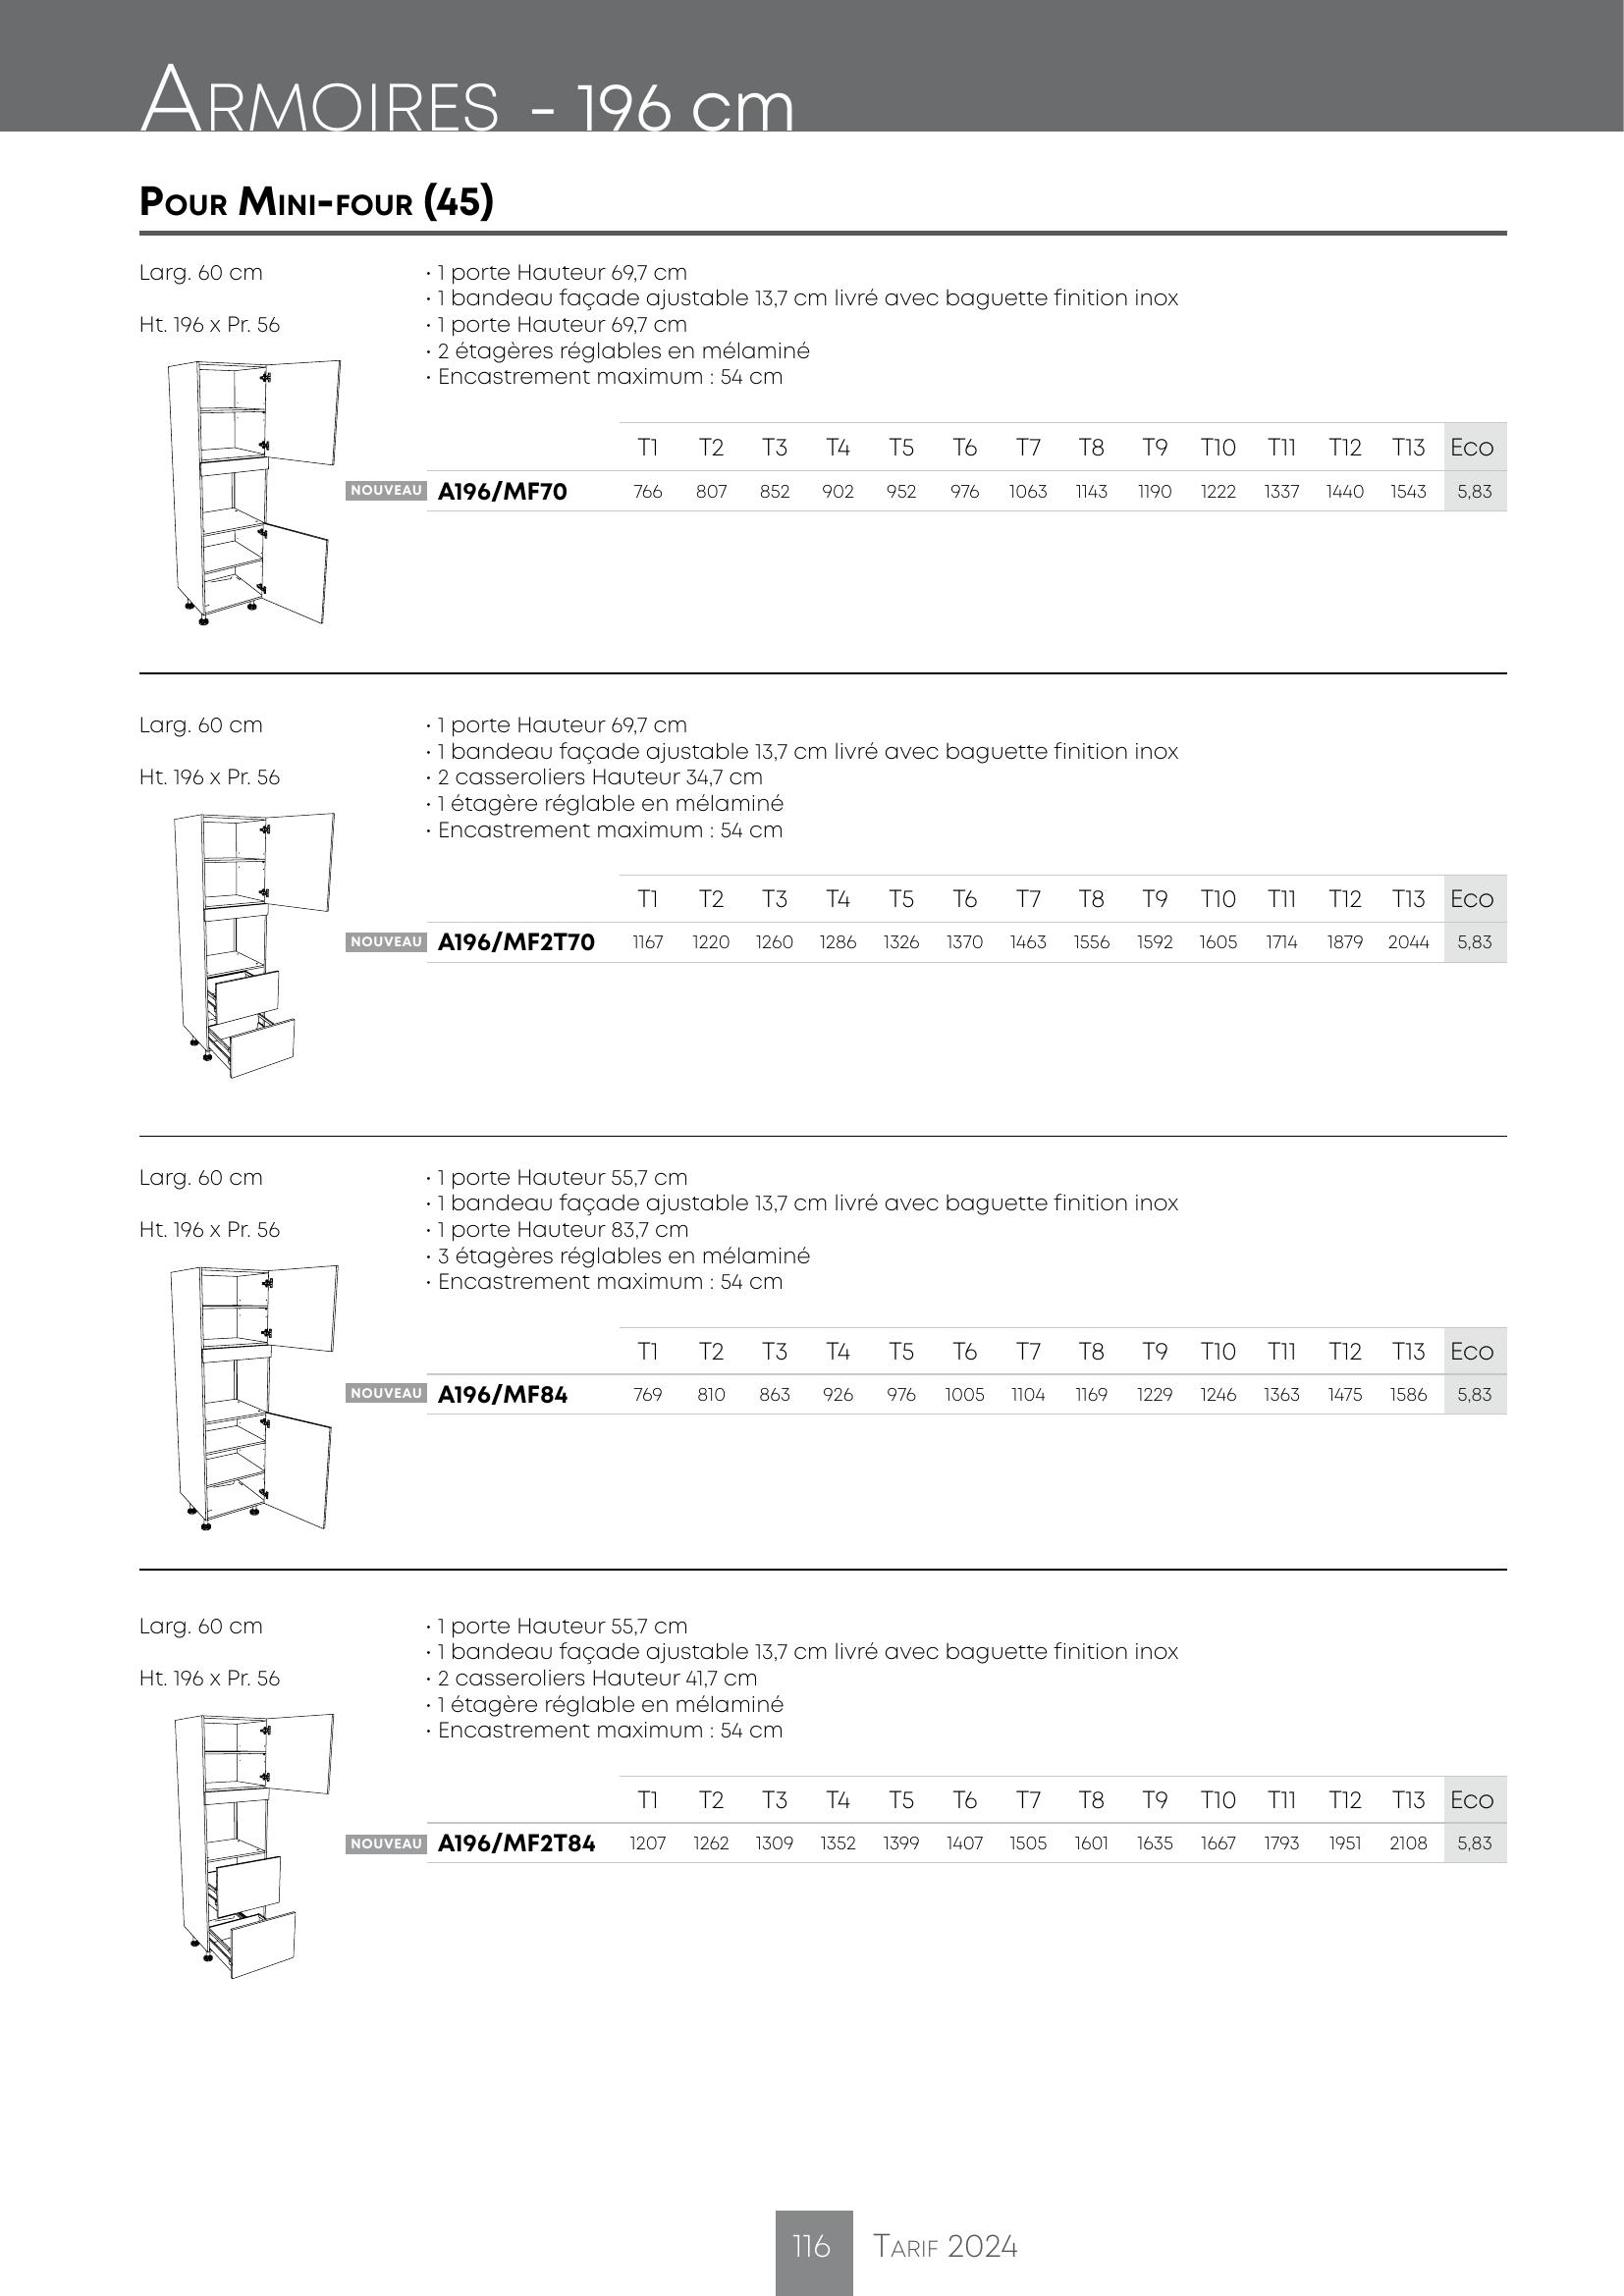 ARMOIRES - 196 cm
POUR MINI-FOUR (45)
Larg. 60 cm
Ht. 196 x Pr. 56
• 1 porte Hauteur 69,7 cm
• 1 bandeau façade ajustable 13,7 cm livré avec baguette finition inox
• 1 porte Hauteur 69,7 cm
• 2 étagères réglables en mélaminé
• Encastrement maximum : 54 cm
T1 T2 T3 T4 T5 T6 T7 T8 T9 T10 T11 T12 T13 Eco
NOUVEAU A196/MF70 766 807 852 902 952 976 1063 1143 1190 1222 1337 1440 1543 5,83
Larg. 60 cm
Ht. 196 x Pr. 56
• 1 porte Hauteur 69,7 cm
• 1 bandeau façade ajustable 13,7 cm livré avec baguette finition inox
• 2 casseroliers Hauteur 34,7 cm
• 1 étagère réglable en mélaminé
• Encastrement maximum : 54 cm
T1 T2 T3 T4 T5 T6 T7 T8 T9 T10 T11 T12 T13 Eco
NOUVEAU A196/MF2T70 1167 1220 1260 1286 1326 1370 1463 1556 1592 1605 1714 1879 2044 5,83
Larg. 60 cm
Ht. 196 x Pr. 56
• 1 porte Hauteur 55,7 cm
• 1 bandeau façade ajustable 13,7 cm livré avec baguette finition inox
• 1 porte Hauteur 83,7 cm
• 3 étagères réglables en mélaminé
• Encastrement maximum : 54 cm
T1 T2 T3 T4 T5 T6 T7 T8 T9 T10 T11 T12 T13 Eco
NOUVEAU A196/MF84 769 810 863 926 976 1005 1104 1169 1229 1246 1363 1475 1586 5,83
Larg. 60 cm
Ht. 196 x Pr. 56
• 1 porte Hauteur 55,7 cm
• 1 bandeau façade ajustable 13,7 cm livré avec baguette finition inox
• 2 casseroliers Hauteur 41,7 cm
• 1 étagère réglable en mélaminé
• Encastrement maximum : 54 cm
T1 T2 T3 T4 T5 T6 T7 T8 T9 T10 T11 T12 T13 Eco
NOUVEAU A196/MF2T84 1207 1262 1309 1352 1399 1407 1505 1601 1635 1667 1793 1951 2108 5,83
116 TARIF 2024